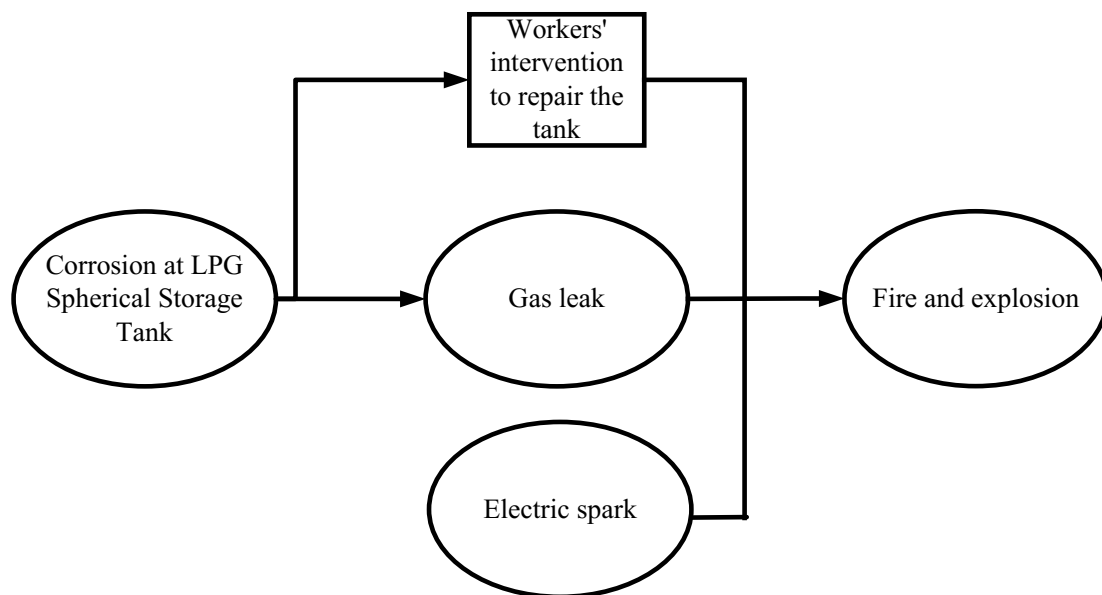 Workers'
intervention
to repair the
tank
Corrosion at LPG
Spherical Storage
Tank
Gas leak
Fire and explosion
Electric spark